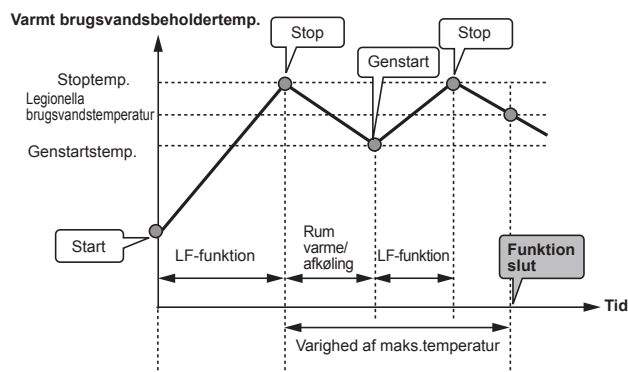 Varmt brugsvandsbeholdertemp.
Stop
Stop
Genstart
Stoptemp.
Legionella
brugsvandstemperatur
Genstartstemp.
Start
LF-funktion
Rum
varme/
afkøling
LF-funktion
Funktion
slut
Tid
Varighed af maks.temperatur